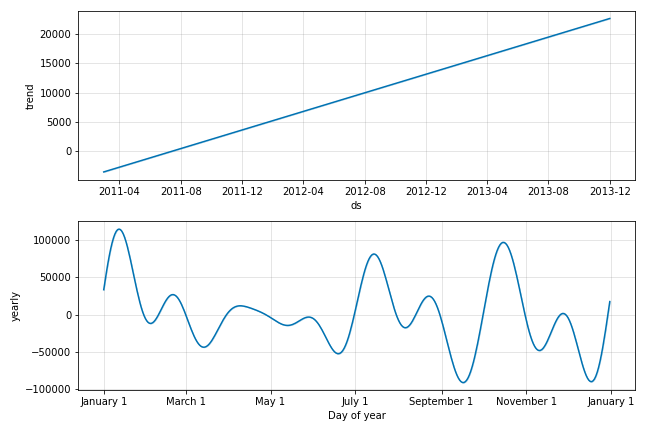 trend
20000
15000
10000
5000
0
2011-04 2011-08 2011-12 2012-04 2012-08 2012-12 2013-04 2013-08 2013-12
ds
yearly
100000
50000
0
−50000
−100000
January 1 March 1 May 1 July 1 September 1 November 1 January 1
Day of year